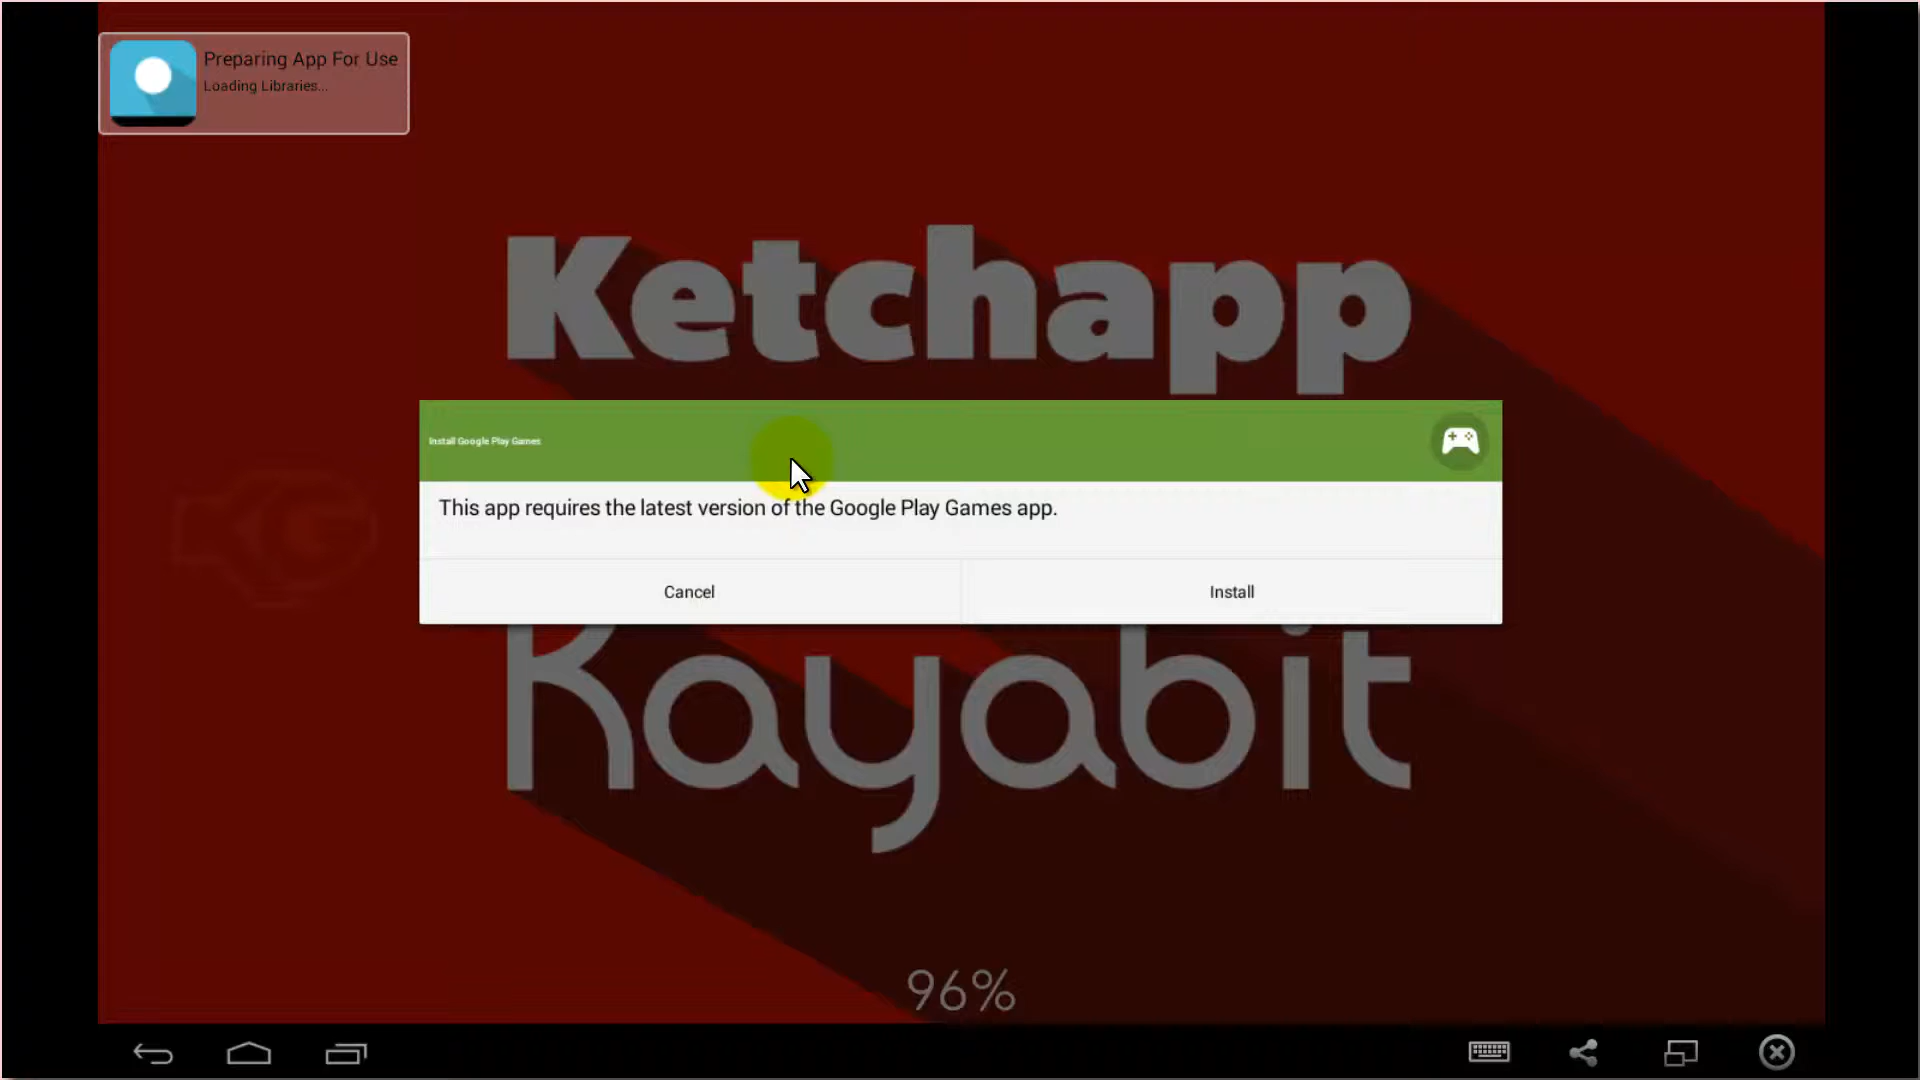 Preparing App For Use
Loading Libraries...
Ketchapp
Install Google Play Games
This app requires the latest version of the Google Play Games app.
Cancel
Install
Kayabit
96%